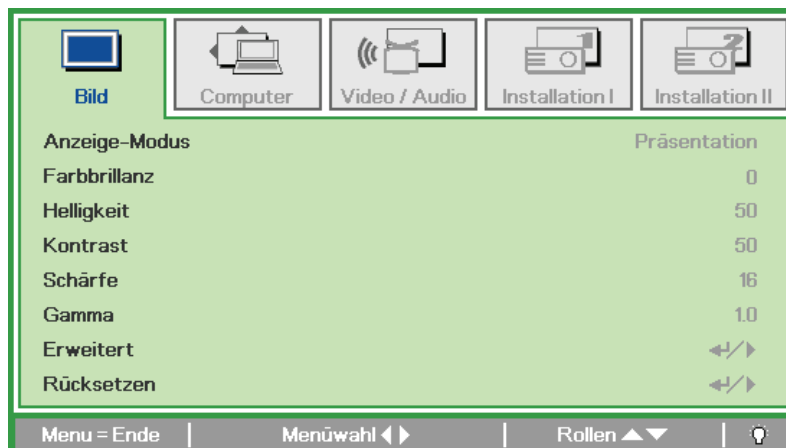 Bild Computer Video / Audio Installation I Installation II
Anzeige-Modus Präsentation
Farbbrillanz 0
Helligkeit 50
Kontrast 50
Schärfe 16
Gamma 1.0
Erweitert ↵/▶
Rücksetzen ↵/▶
Menu = Ende Menüwahl ◀▶ Rollen ▲▼